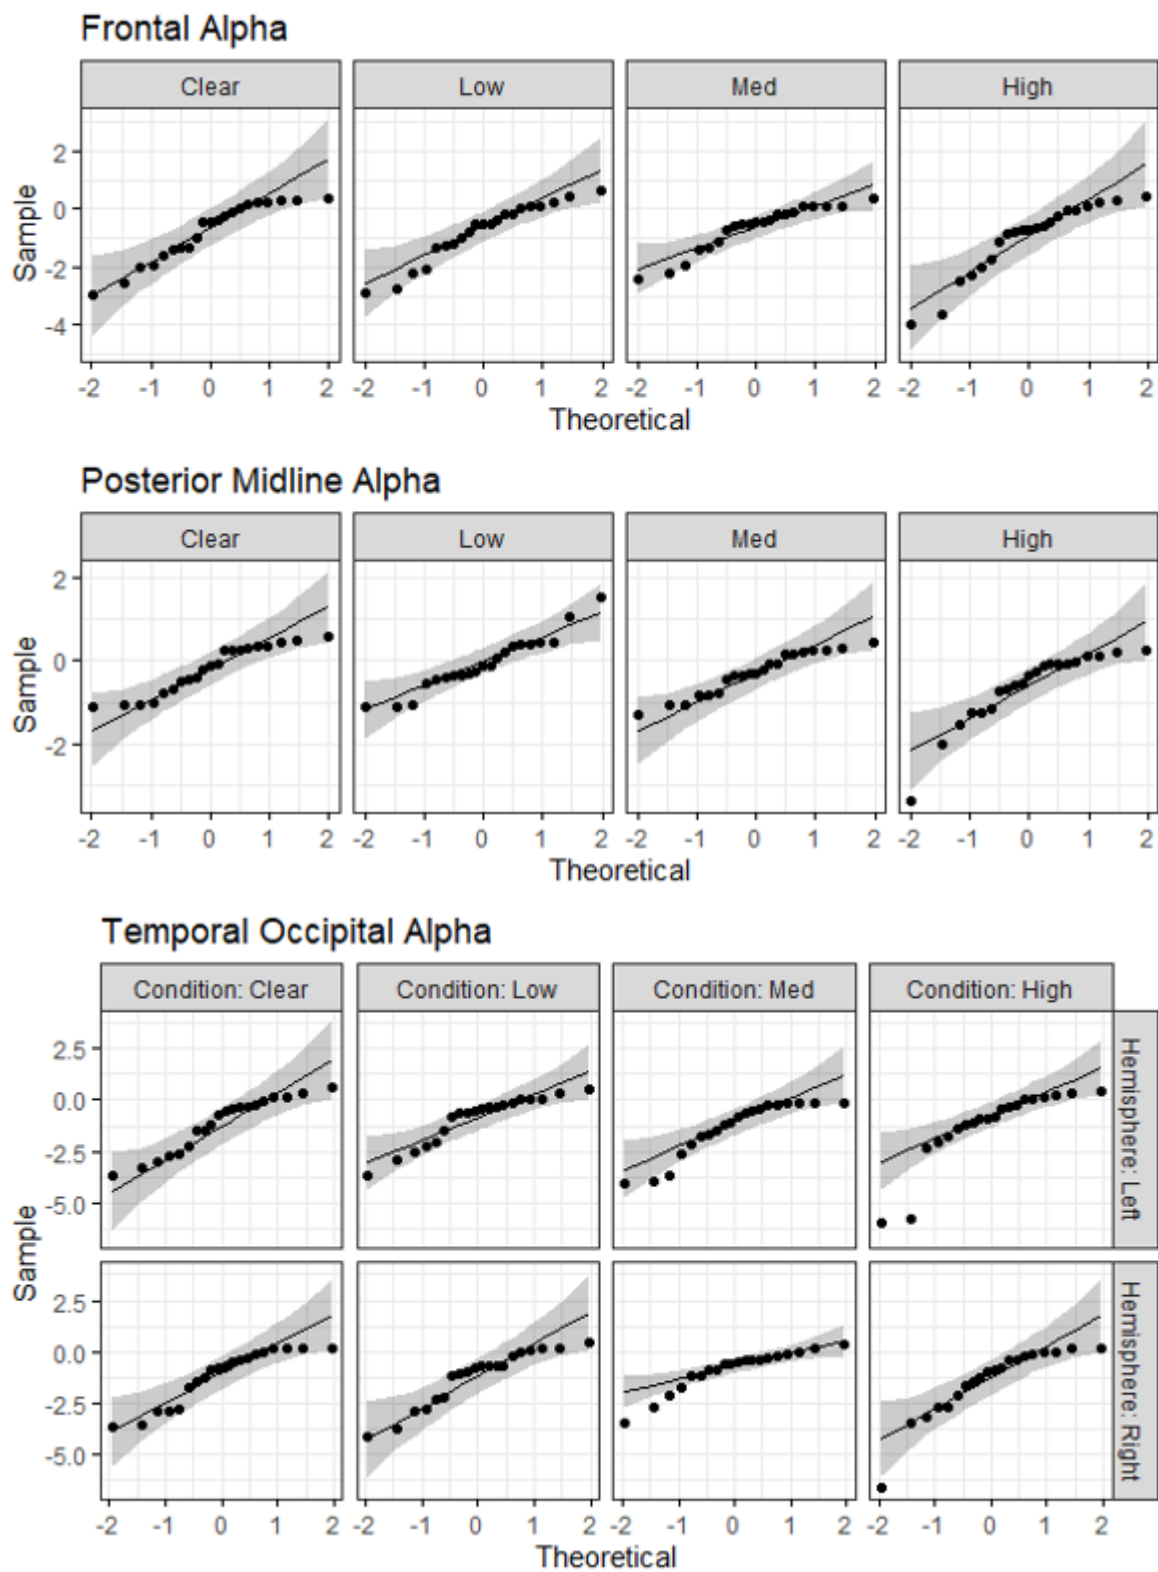 Frontal Alpha
Clear Low Med High
Sample
2
0
-2
-4
-2 -1 0 1 2 -2 -1 0 1 2 -2 -1 0 1 2 -2 -1 0 1 2
Theoretical
Posterior Midline Alpha
Clear Low Med High
Sample
2
0
-2
-2 -1 0 1 2 -2 -1 0 1 2 -2 -1 0 1 2 -2 -1 0 1 2
Theoretical
Temporal Occipital Alpha
Condition: Clear Condition: Low Condition: Med Condition: High
Sample
2.5
0.0
-2.5
-5.0
Hemisphere: Left
2.5
0.0
-2.5
-5.0
Hemisphere: Right
-2 -1 0 1 2 -2 -1 0 1 2 -2 -1 0 1 2 -2 -1 0 1 2
Theoretical